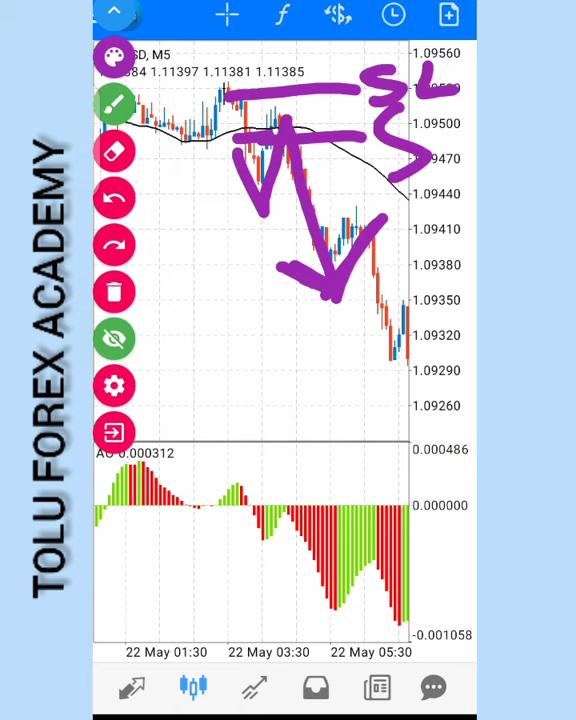 TOLU FOREX ACADEMY
SD, M5
384 1.11397 1.11381 1.11385
1.09560
SL
1.09500
S
1.09470
1.09440
1.09410
1.09380
1.09350
1.09320
1.09290
1.09260
AO 0.000312
0.000486
0.000000
-0.001058
22 May 01:30
22 May 03:30
22 May 05:30